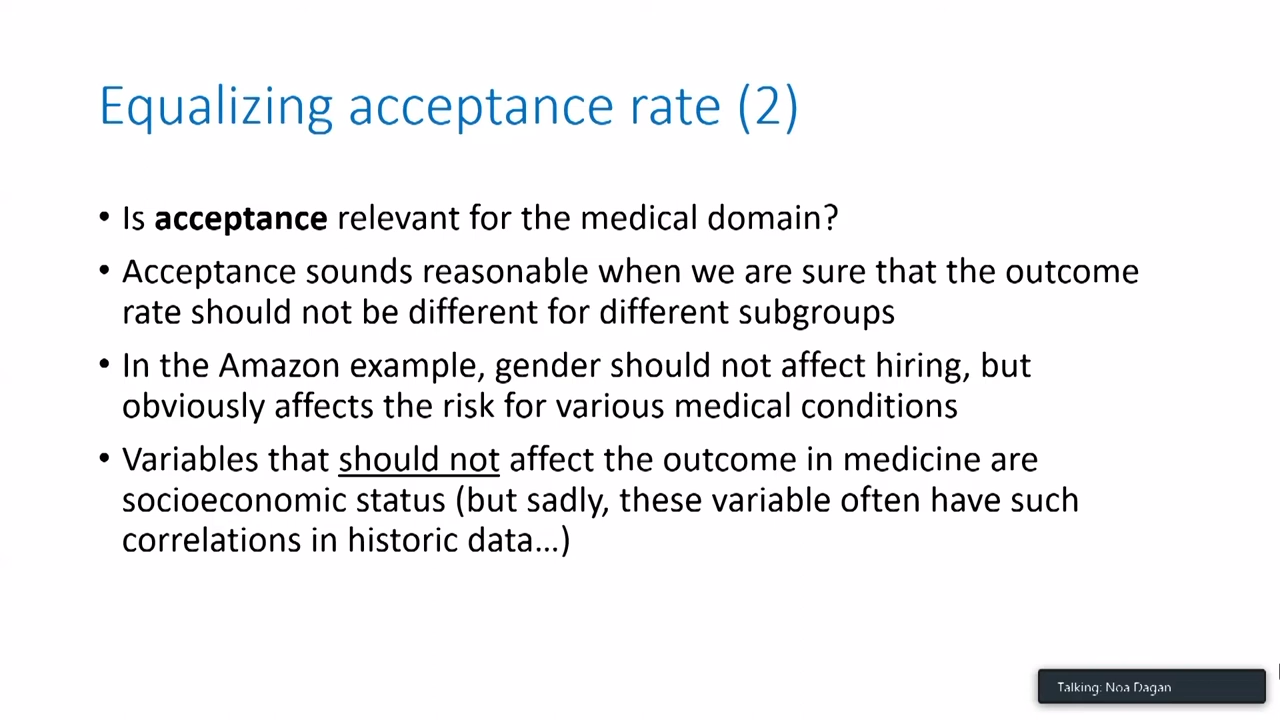 Equalizing acceptance rate (2)
• Is acceptance relevant for the medical domain?
• Acceptance sounds reasonable when we are sure that the outcome
rate should not be different for different subgroups
• In the Amazon example, gender should not affect hiring, but
obviously affects the risk for various medical conditions
• Variables that should not affect the outcome in medicine are
socioeconomic status (but sadly, these variable often have such
correlations in historic data...)
Talking: Noa Dagan